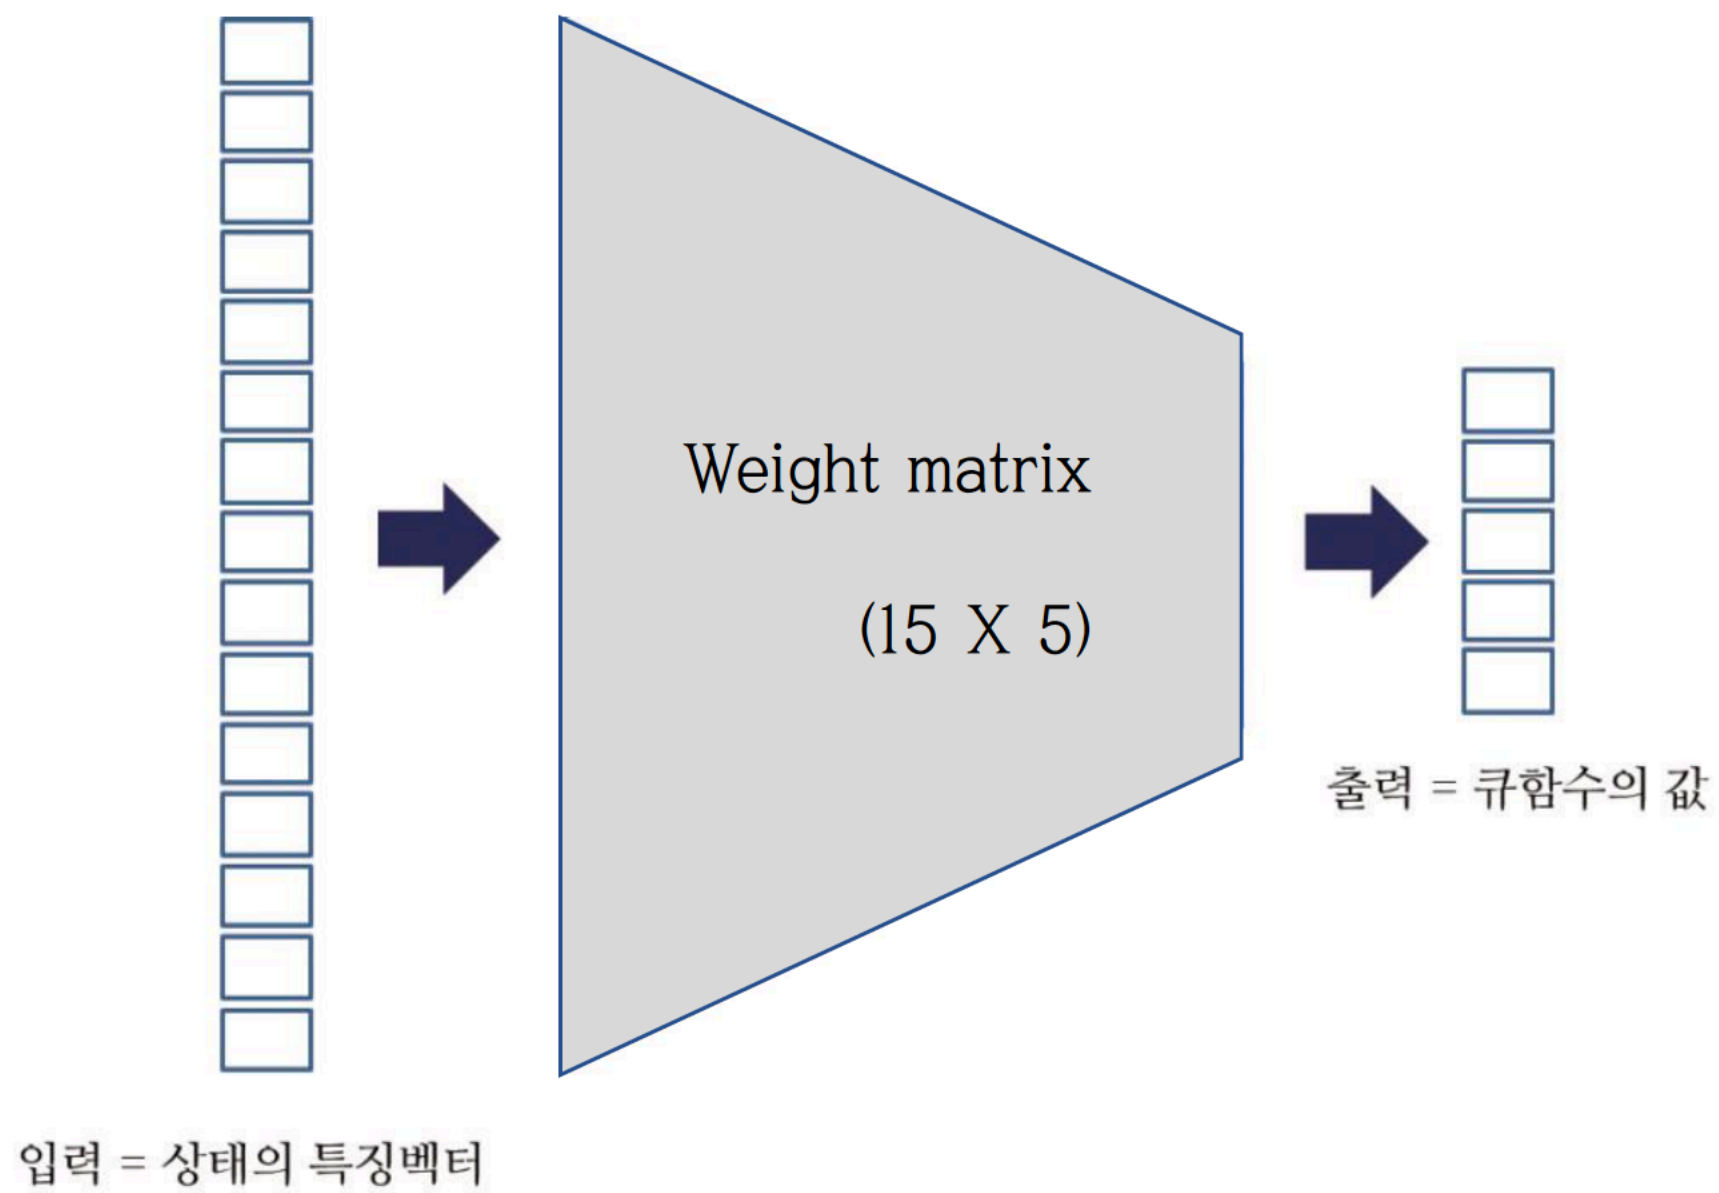 Weight matrix
(15 X 5)
출력 = 큐함수의 값
입력 = 상태의 특징벡터